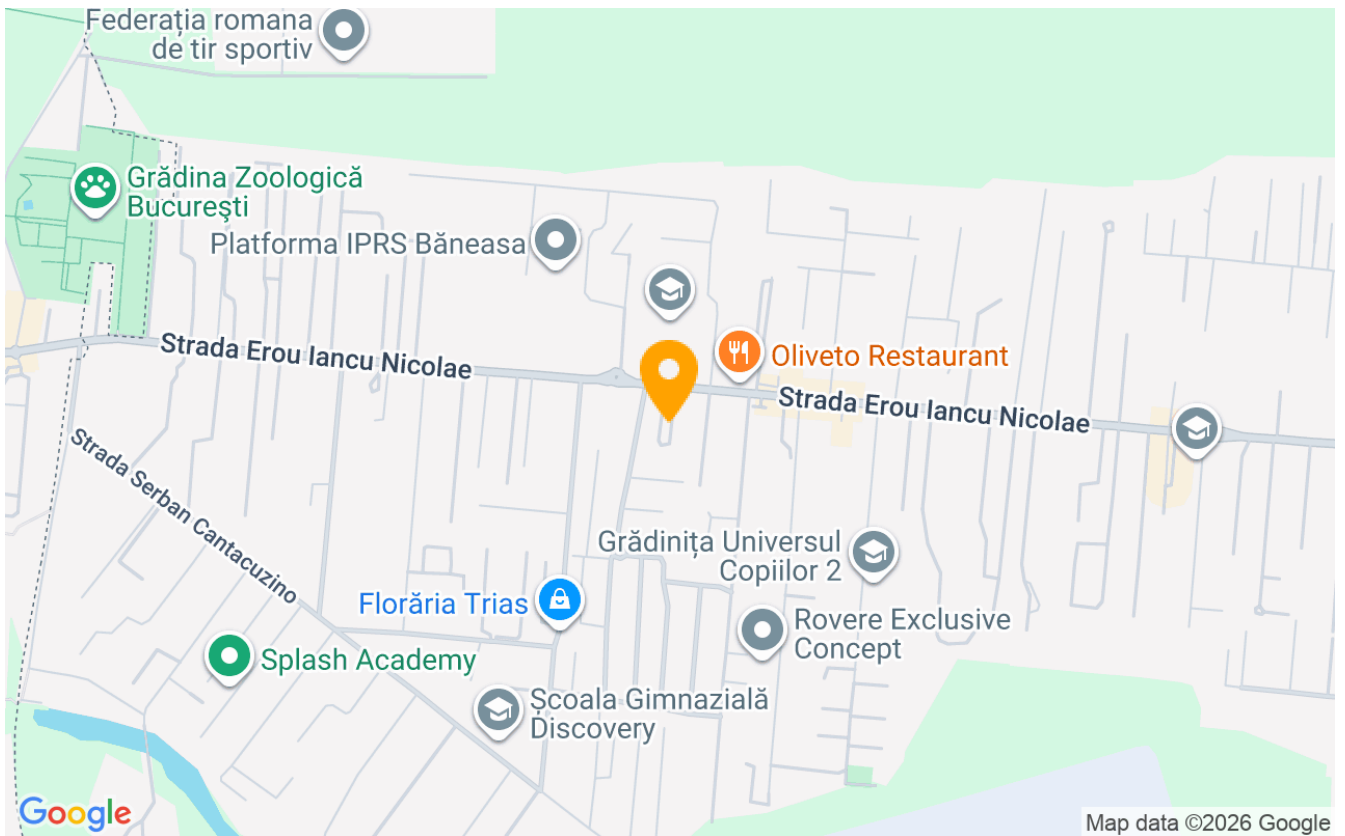 Federația romana
de tir sportiv
Grădina Zoologică
Bucureşti
Platforma IPRS Băneasa
Strada Erou Iancu Nicolae
Oliveto Restaurant
Strada Erou Iancu Nicolae
Strada Serban Cantacuzino
Grădinița Universul
Copiilor 2
Florăria Trias
Rovere Exclusive
Concept
Splash Academy
Școala Gimnazială
Discovery
Google
Map data ©2026 Google